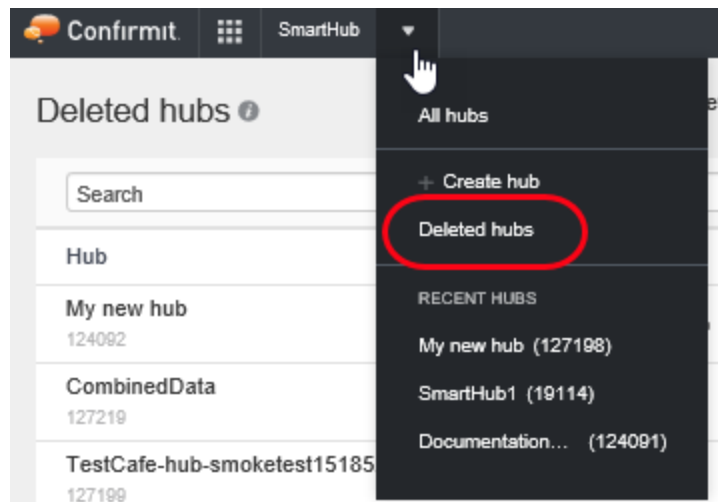 Confirmit.
SmartHub
Deleted hubs
All hubs
Search
+ Create hub
Deleted hubs
Hub
RECENT HUBS
My new hub
124092
My new hub (127198)
CombinedData
127219
SmartHub1 (19114)
Documentation... (124091)
TestCafe-hub-smoketest15185
127199